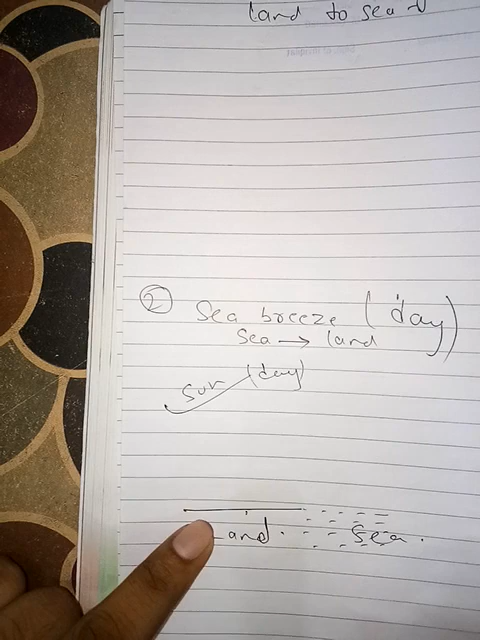 land to sea
② Sea breeze (day)
Sea → land
Sun (day)
Land. Sea.